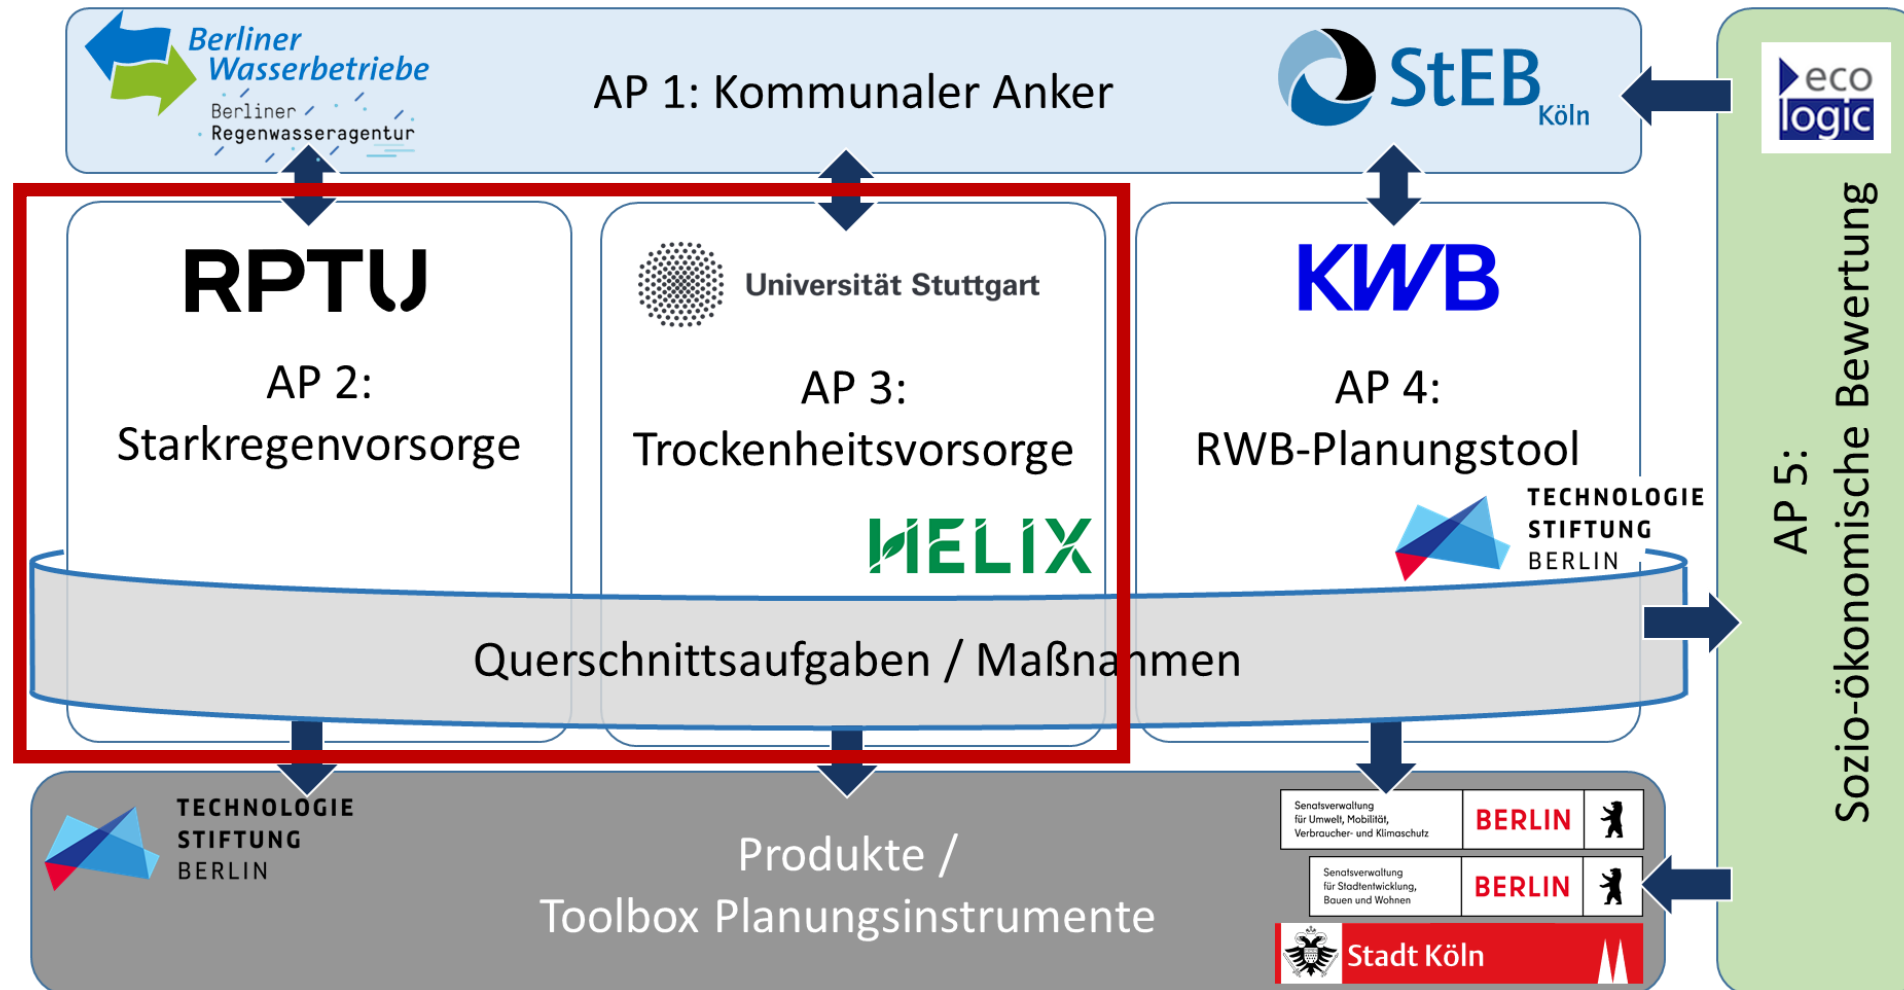 Berliner
Wasserbetriebe
Berliner
Regenwasseragentur
AP 1: Kommunaler Anker
StEB
Köln
eco
logic
RPTU
AP 2:
Starkregenvorsorge
Universität Stuttgart
AP 3:
Trockenheitsvorsorge
HELIX
KWB
AP 4:
RWB-Planungstool
TECHNOLOGIE
STIFTUNG
BERLIN
Querschnittsaufgaben / Maßnahmen
AP 5:
Sozio-ökonomische Bewertung
TECHNOLOGIE
STIFTUNG
BERLIN
Produkte /
Toolbox Planungsinstrumente
Senatsverwaltung
für Umwelt, Mobilität,
Verbraucher- und Klimaschutz
BERLIN
Senatsverwaltung
für Stadtentwicklung,
Bauen und Wohnen
BERLIN
Stadt Köln